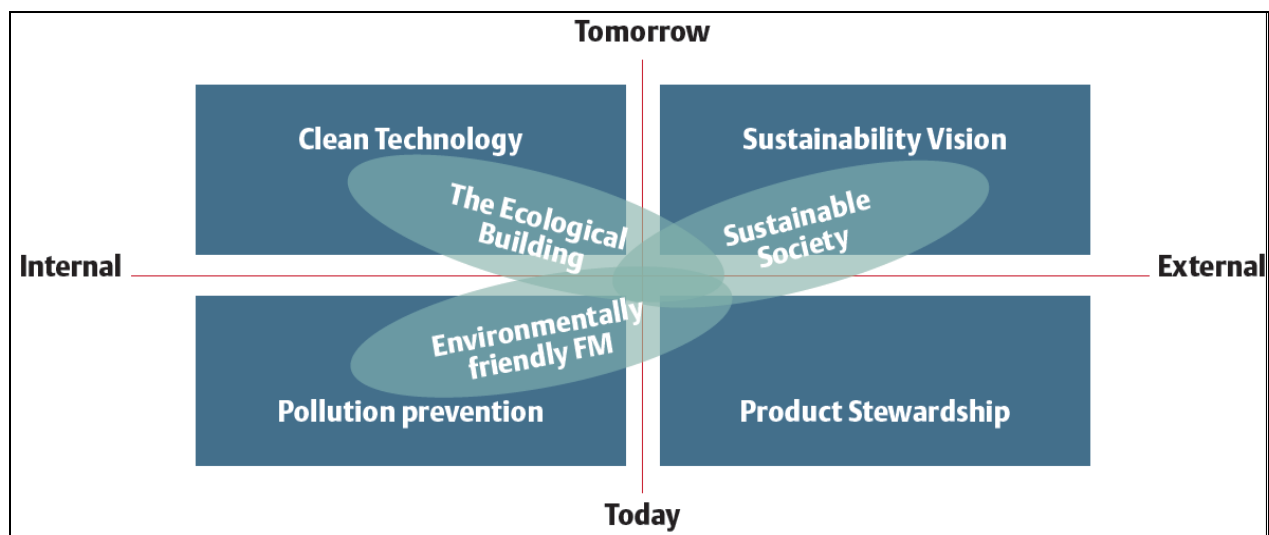 Tomorrow
Clean Technology
Sustainability Vision
The Ecological
Building
Sustainable
Society
Internal
External
Environmentally
friendly FM
Pollution prevention
Product Stewardship
Today